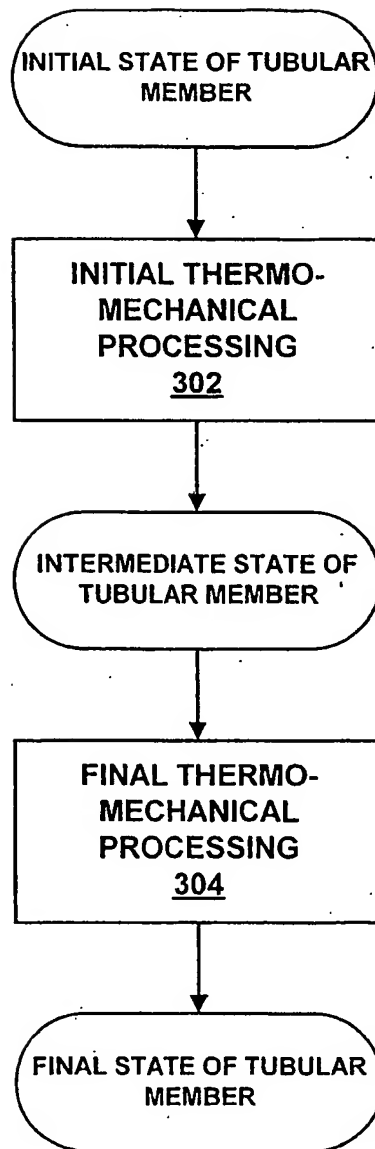 INITIAL STATE OF TUBULAR
MEMBER
INITIAL THERMO-
MECHANICAL
PROCESSING
302
INTERMEDIATE STATE OF
TUBULAR MEMBER
FINAL THERMO-
MECHANICAL
PROCESSING
304
FINAL STATE OF TUBULAR
MEMBER